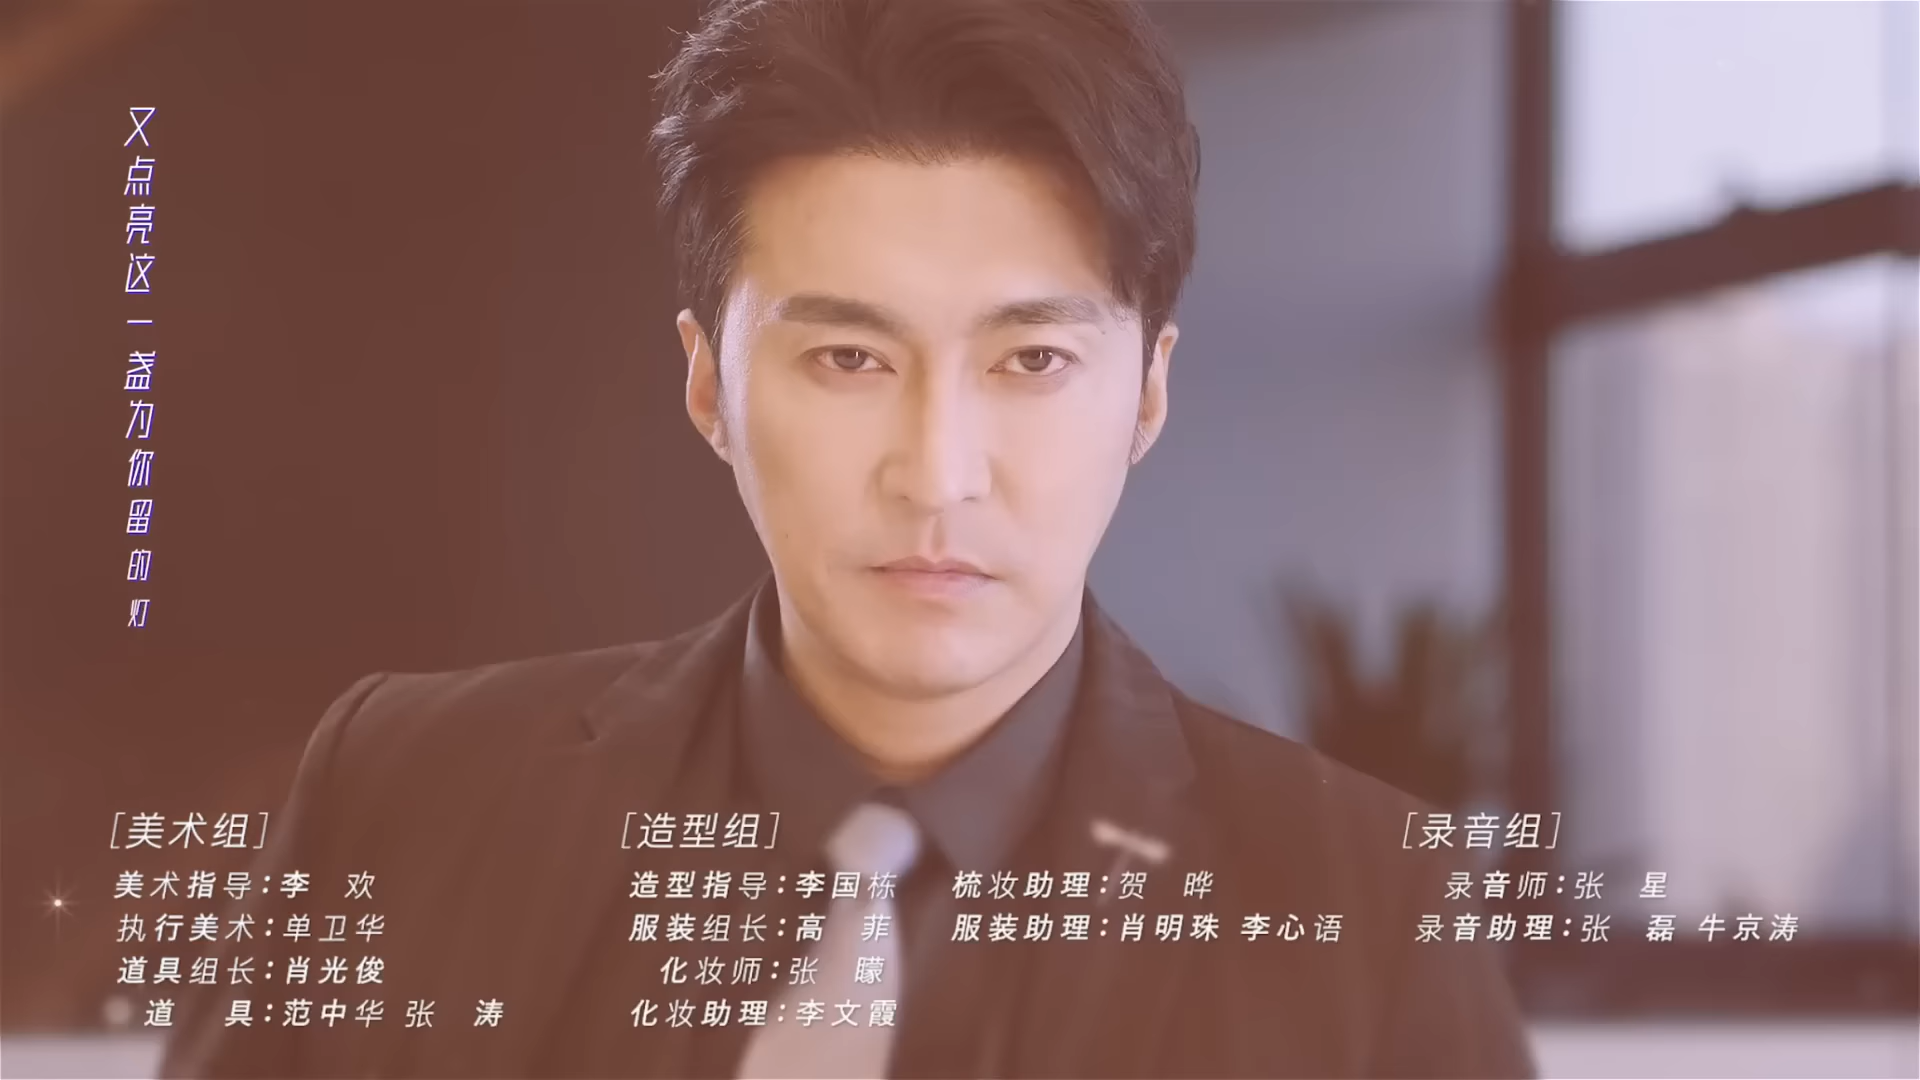 又点亮这一盏为你留的灯
[美术组]
美术指导:李 欢
执行美术:单卫华
道具组长:肖光俊
道 具:范中华 张 涛
[造型组]
造型指导:李国栋
服装组长:高 菲
化妆师:张 矇
化妆助理:李文霞
梳妆助理:贺 晔
服装助理:肖明珠 李心语
[录音组]
录音师:张 星
录音助理:张 磊 牛京涛